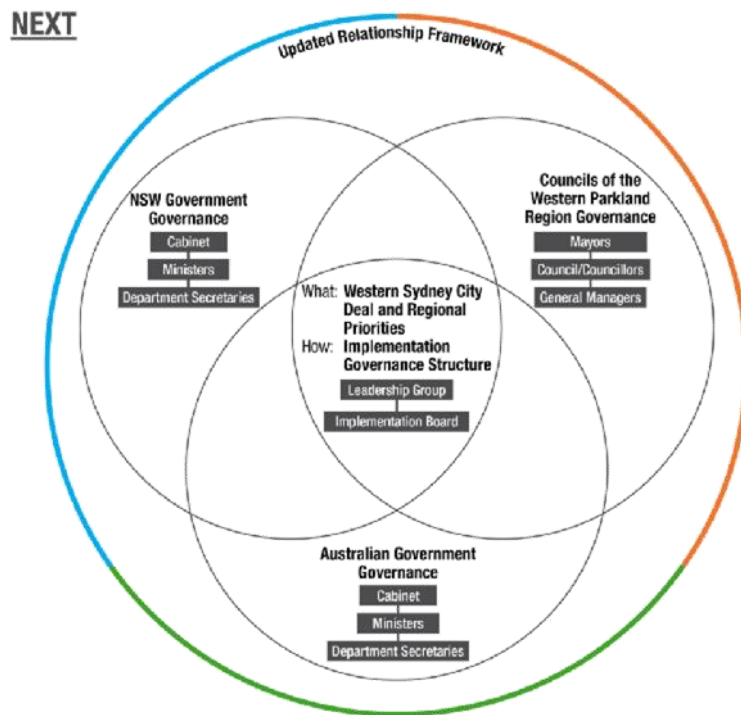 NEXT
Updated Relationship Framework
NSW Government
Governance
Cabinet
Ministers
Department Secretaries
Councils of the
Western Parkland
Region Governance
Mayors
Council/Councillors
General Managers
What: Western Sydney City
Deal and Regional
Priorities
How: Implementation
Governance Structure
Leadership Group
Implementation Board
Australian Government
Governance
Cabinet
Ministers
Department Secretaries